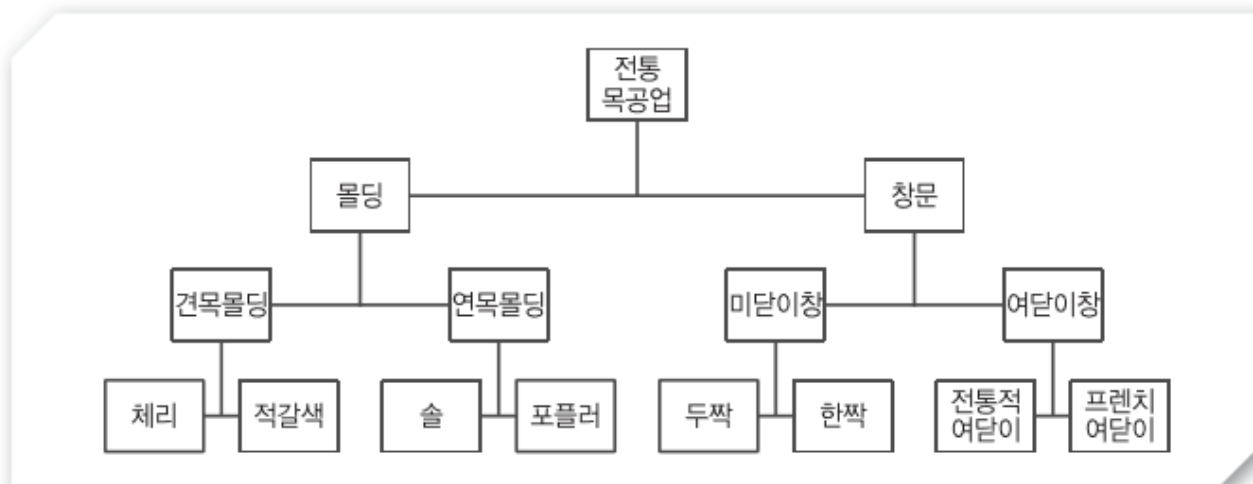 전통
목공업
몰딩
창문
견목몰딩
연목몰딩
미닫이창
여닫이창
체리
적갈색
솔
포플러
두짝
한짝
전통적
여닫이
프렌치
여닫이